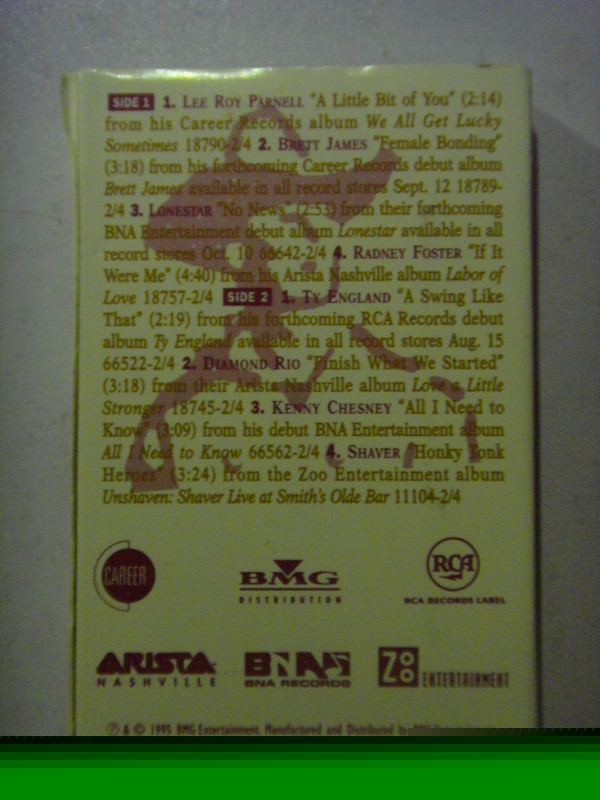 SIDE 1 1. LEE ROY PARNELL "A Little Bit of You" (2:14)
from his Career Records album We All Get Lucky
Sometimes 18790-2/4 2. BRETT JAMES "Female Bonding"
(3:18) from his forthcoming Career Records debut album
Brett James available in all record stores Sept. 12 18789-
2/4 3. LONESTAR "No News" (2:53) from their forthcoming
BNA Entertainment debut album Lonestar available in all
record stores Oct. 10 66642-2/4 4. RADNEY FOSTER "If It
Were Me" (4:40) from his Arista Nashville album Labor of
Love 18757-2/4 SIDE 2 1. TY ENGLAND "A Swing Like
That" (2:19) from his forthcoming RCA Records debut
album Ty England available in all record stores Aug. 15
66522-2/4 2. DIAMOND RIO "Finish What We Started"
(3:18) from their Arista Nashville album Love a Little
Stronger 18745-2/4 3. KENNY CHESNEY "All I Need to
Know" (3:09) from his debut BNA Entertainment album
All I Need to Know 66562-2/4 4. SHAVER "Honky Tonk
Heroes" (3:24) from the Zoo Entertainment album
Unshaven: Shaver Live at Smith's Olde Bar 11104-2/4
CAREER
BMG
DISTRIBUTION
RCA
RCA RECORDS LABEL
ARISTA
NASHVILLE
BNA
BNA RECORDS
Zoo ENTERTAINMENT
℗ & © 1995 BMG Entertainment. Manufactured and Distributed by BMG